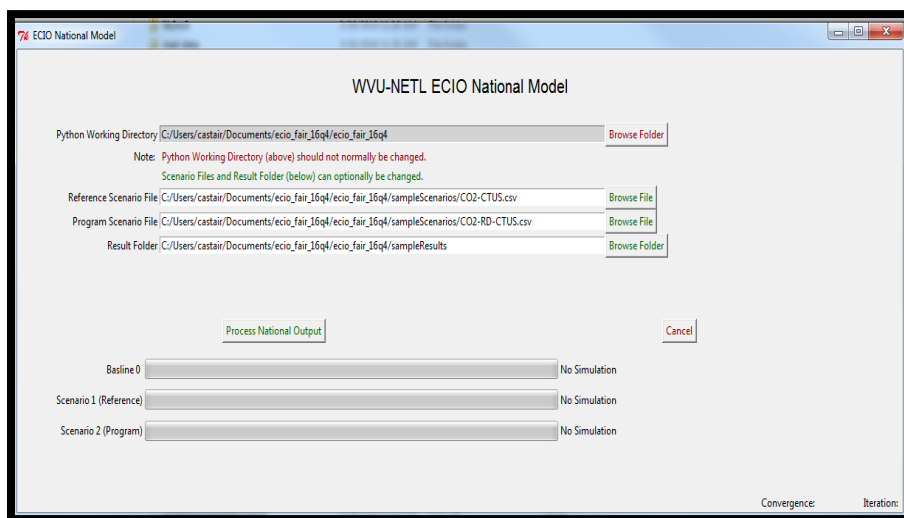 ECIO National Model
WVU-NETL ECIO National Model
Python Working Directory C:/Users/castair/Documents/ecio_fair_16q4/ecio_fair_16q4 Browse Folder
Note: Python Working Directory (above) should not normally be changed.
Scenario Files and Result Folder (below) can optionally be changed.
Reference Scenario File C:/Users/castair/Documents/ecio_fair_16q4/ecio_fair_16q4/sampleScenarios/CO2-CTUS.csv Browse File
Program Scenario File C:/Users/castair/Documents/ecio_fair_16q4/ecio_fair_16q4/sampleScenarios/CO2-RD-CTUS.csv Browse File
Result Folder C:/Users/castair/Documents/ecio_fair_16q4/ecio_fair_16q4/sampleResults Browse Folder
Process National Output Cancel
Basline 0 No Simulation
Scenario 1 (Reference) No Simulation
Scenario 2 (Program) No Simulation
Convergence: Iteration: